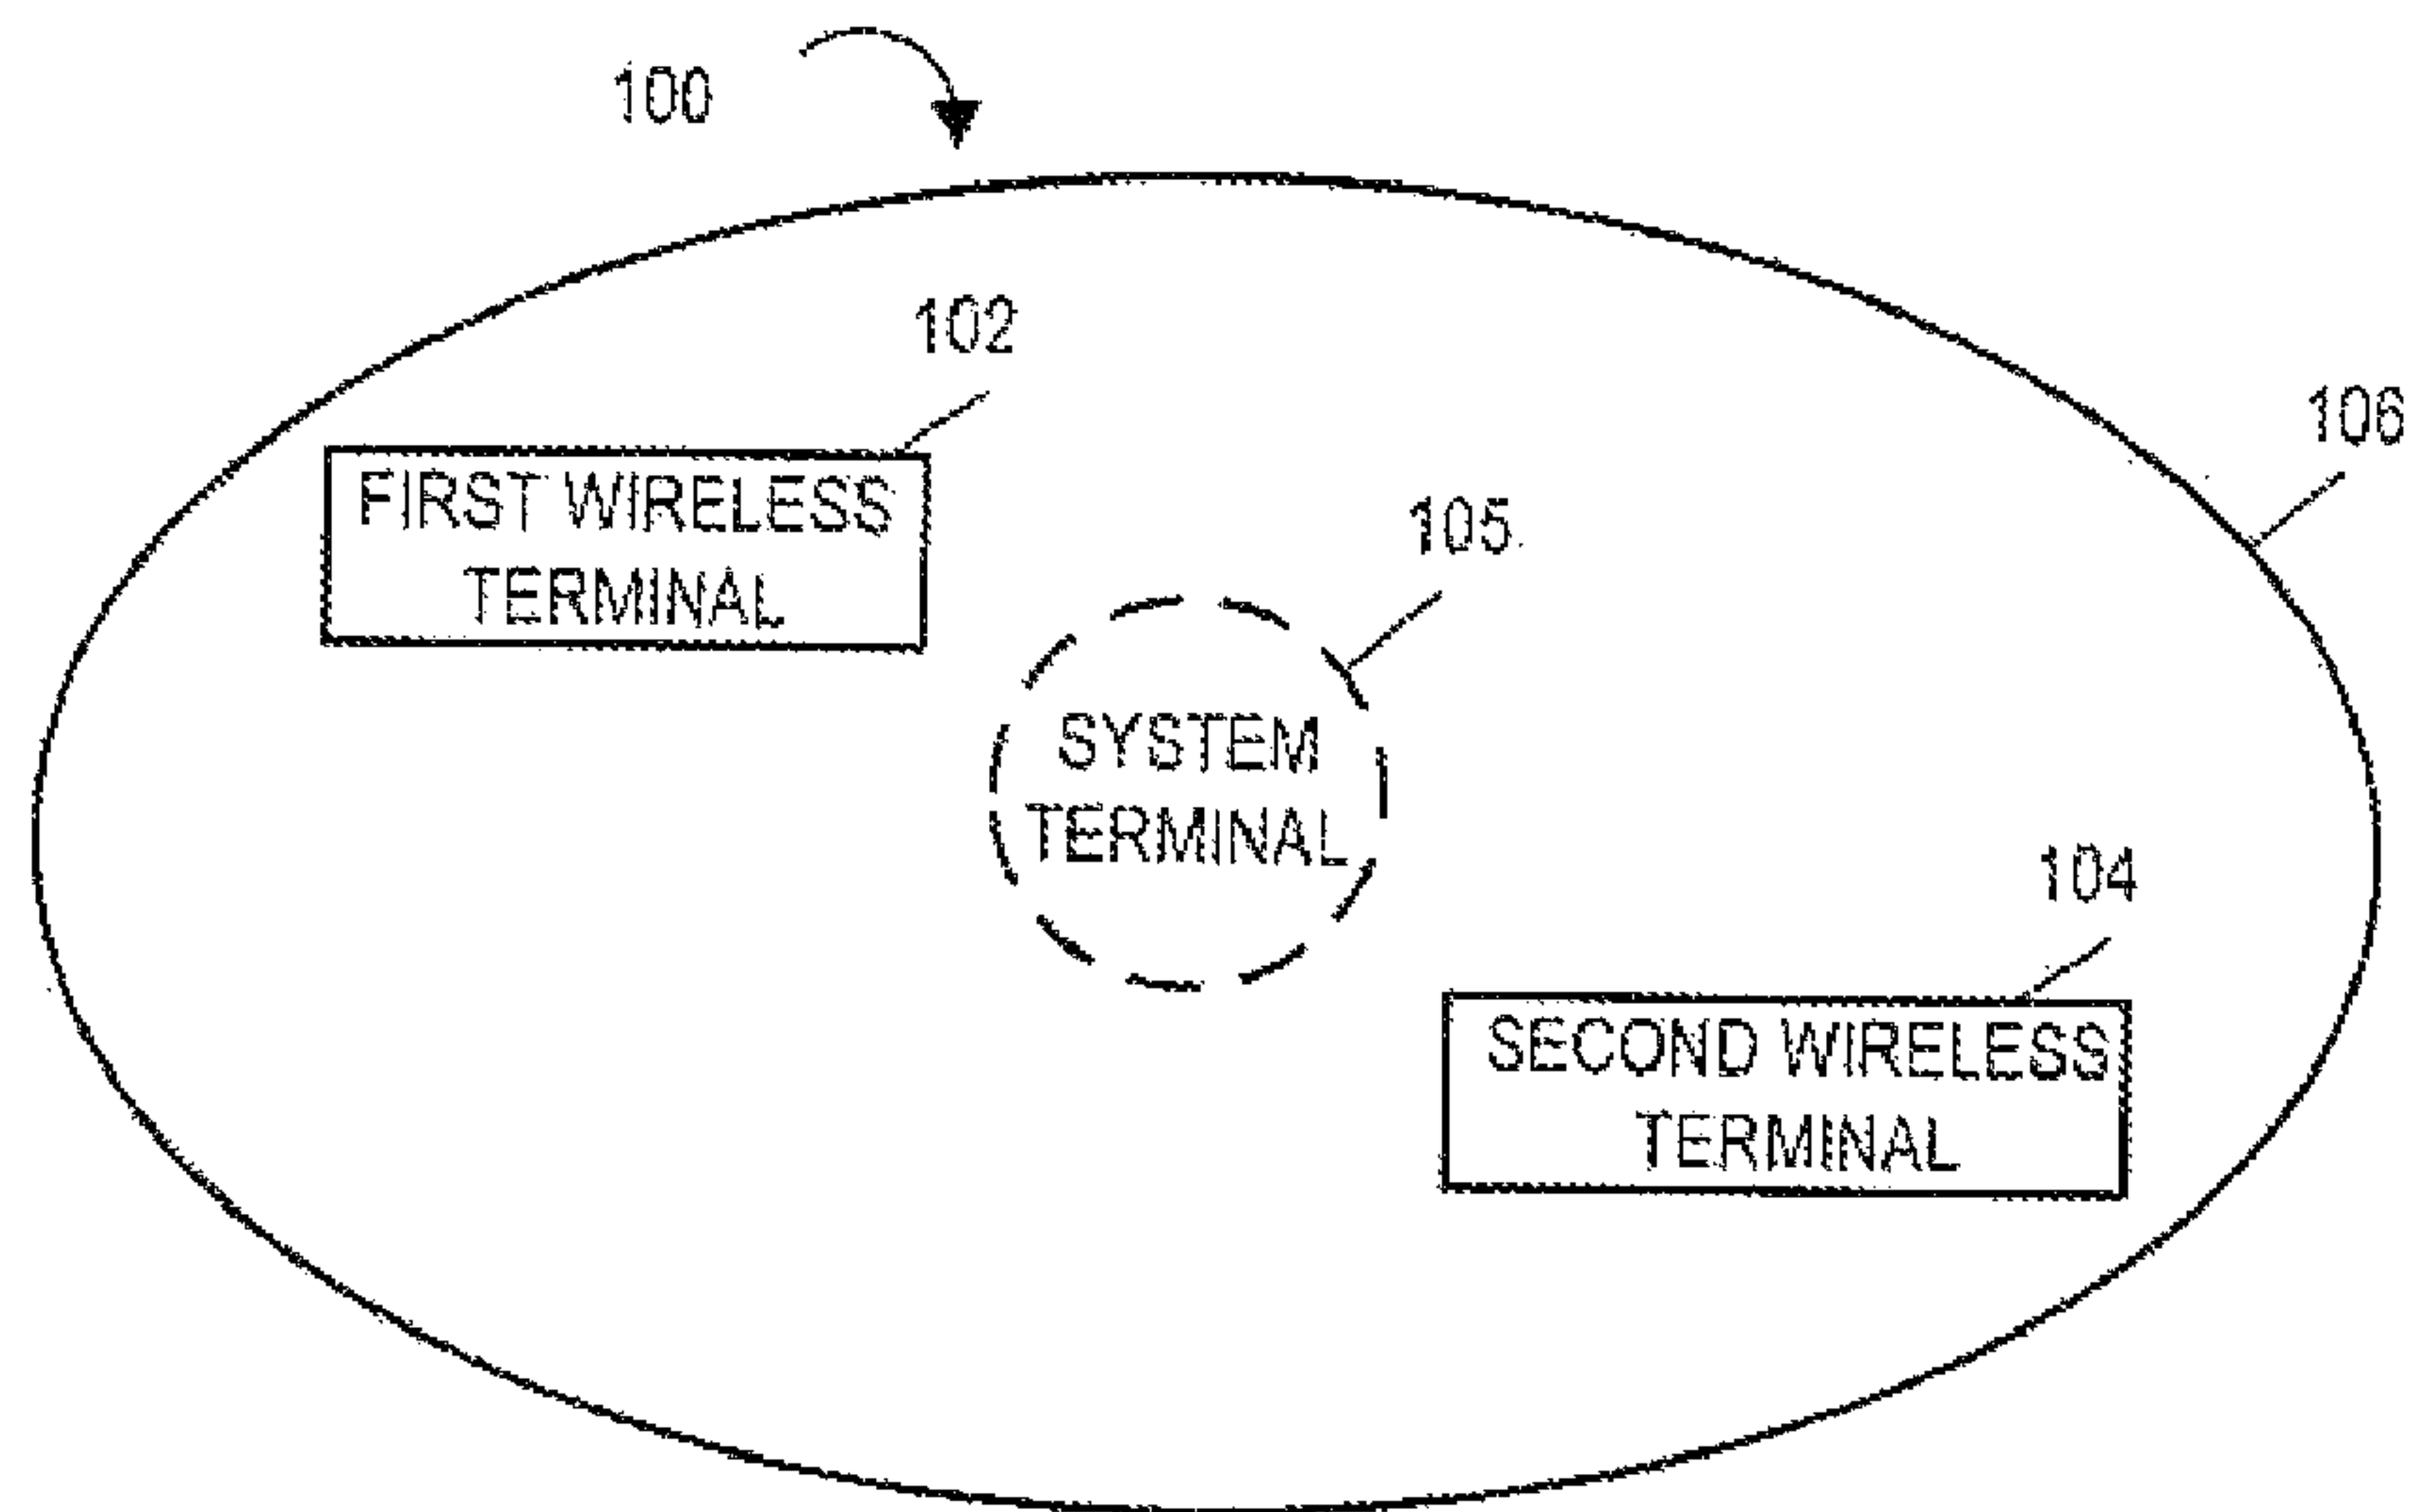 100
102
106
FIRST WIRELESS
TERMINAL
105
SYSTEM
TERMINAL
104
SECOND WIRELESS
TERMINAL